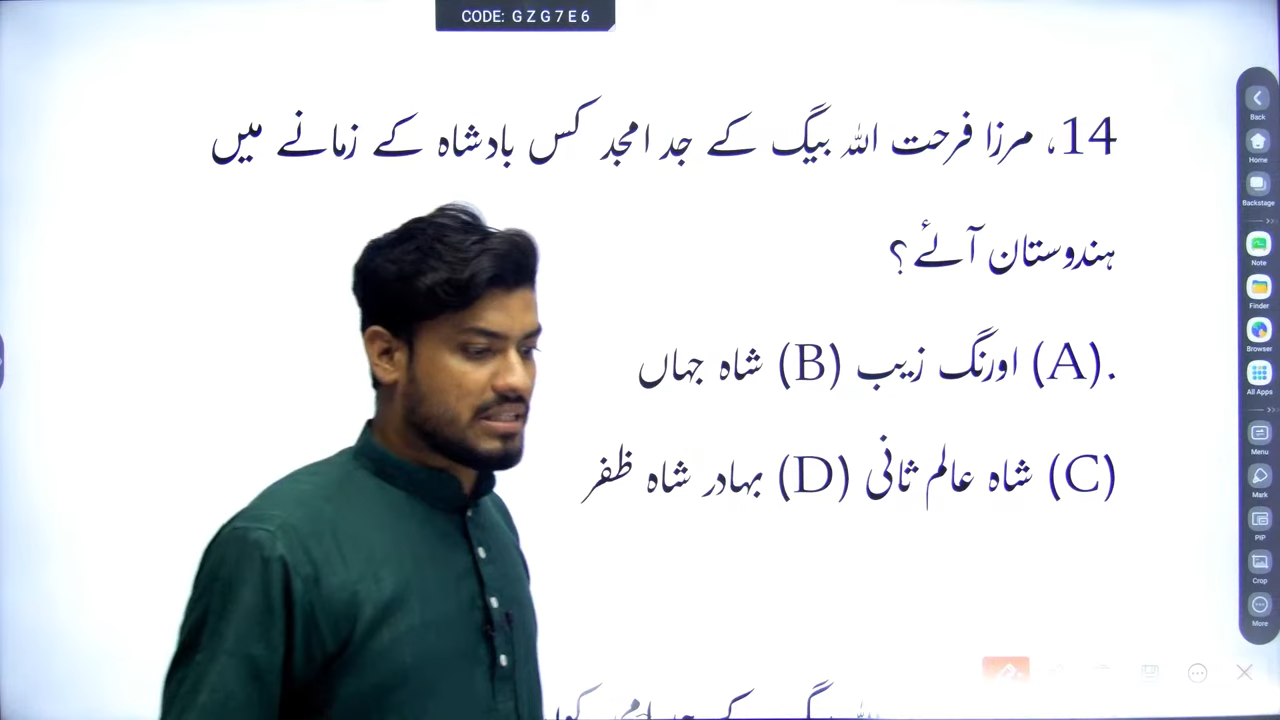 CODE: G Z G 7 E 6
14، مرزا فرحت اللہ بیگ کے جد امجد کس بادشاہ کے زمانے میں
ہندوستان آئے ؟
.(A) اورنگ زیب (B) شاہ جہاں
(C) شاہ عالم ثانی (D) بہادر شاہ ظفر
Back
Home
Backstage
Note
Finder
Browser
All Apps
Menu
Mark
PIP
Crop
More